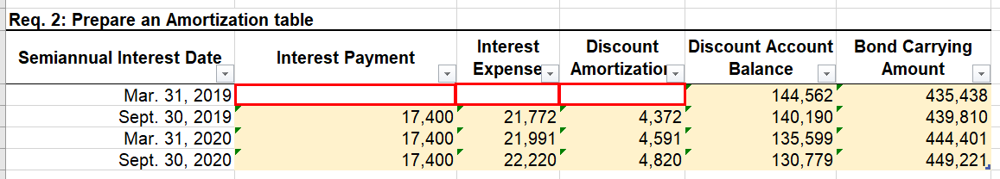 Req. 2: Prepare an Amortization table
Semiannual Interest Date Interest Payment Interest Expense Discount Amortization Discount Account Balance Bond Carrying Amount
Mar. 31, 2019 144,562 435,438
Sept. 30, 2019 17,400 21,772 4,372 140,190 439,810
Mar. 31, 2020 17,400 21,991 4,591 135,599 444,401
Sept. 30, 2020 17,400 22,220 4,820 130,779 449,221